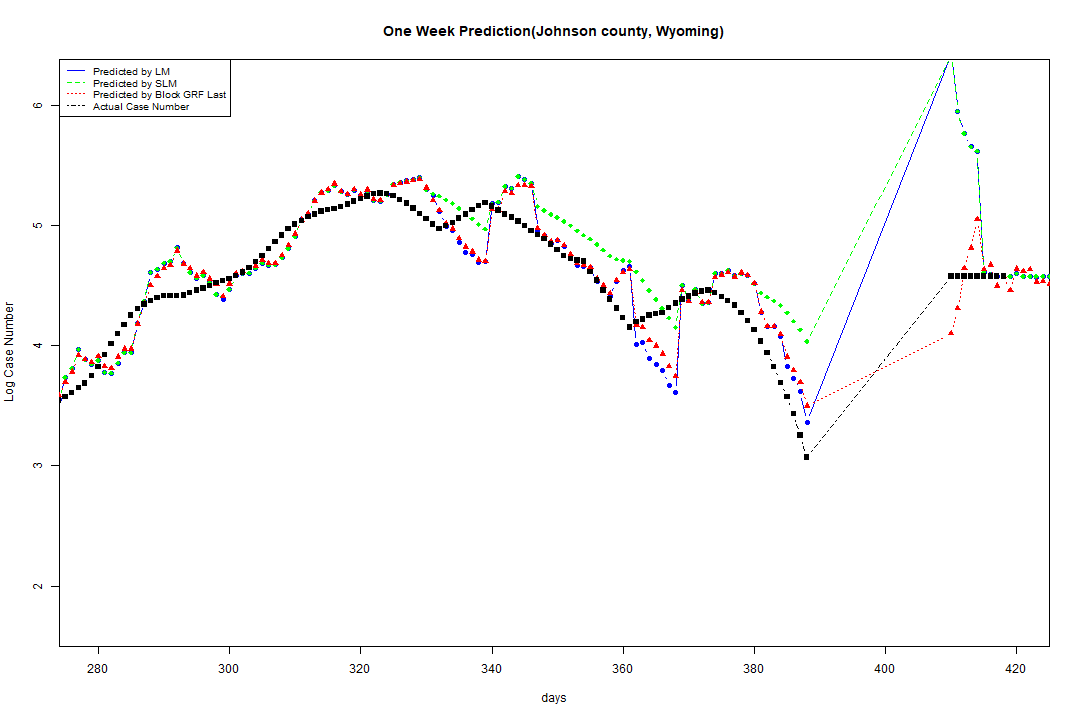 One Week Prediction(Johnson county, Wyoming)
Predicted by LM
Predicted by SLM
Predicted by Block GRF Last
Actual Case Number
Log Case Number
6
5
4
3
2
280 300 320 340 360 380 400 420
days